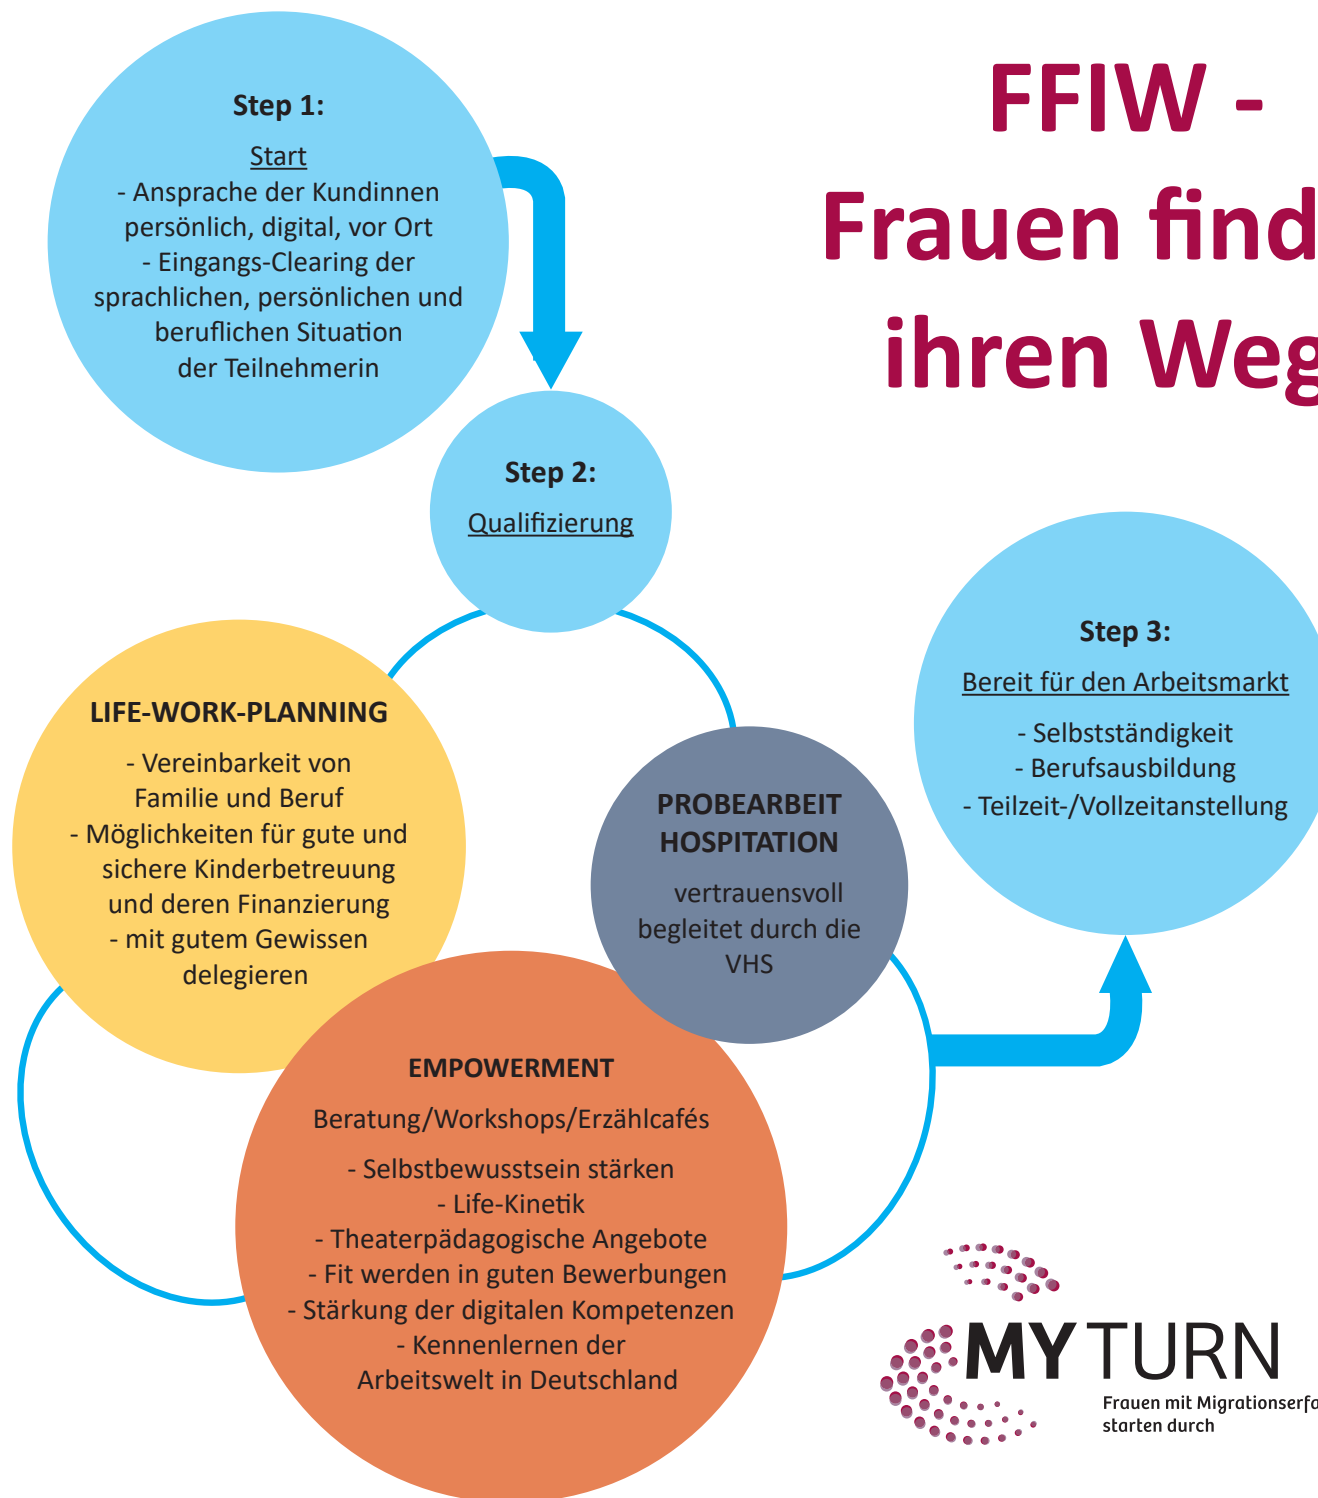 FFIW -
Frauen find
ihren Weg
Step 1:
Start
- Ansprache der Kundinnen
persönlich, digital, vor Ort
- Eingangs-Clearing der
sprachlichen, persönlichen und
beruflichen Situation
der Teilnehmerin
Step 2:
Qualifizierung
LIFE-WORK-PLANNING
- Vereinbarkeit von
Familie und Beruf
- Möglichkeiten für gute und
sichere Kinderbetreuung
und deren Finanzierung
- mit gutem Gewissen
delegieren
PROBEARBEIT
HOSPITATION
vertrauensvoll
begleitet durch die
VHS
EMPOWERMENT
Beratung/Workshops/Erzählcafés
- Selbstbewusstsein stärken
- Life-Kinetik
- Theaterpädagogische Angebote
- Fit werden in guten Bewerbungen
- Stärkung der digitalen Kompetenzen
- Kennenlernen der
Arbeitswelt in Deutschland
Step 3:
Bereit für den Arbeitsmarkt
- Selbstständigkeit
- Berufsausbildung
- Teilzeit-/Vollzeitanstellung
MY TURN
Frauen mit Migrationserfa
starten durch